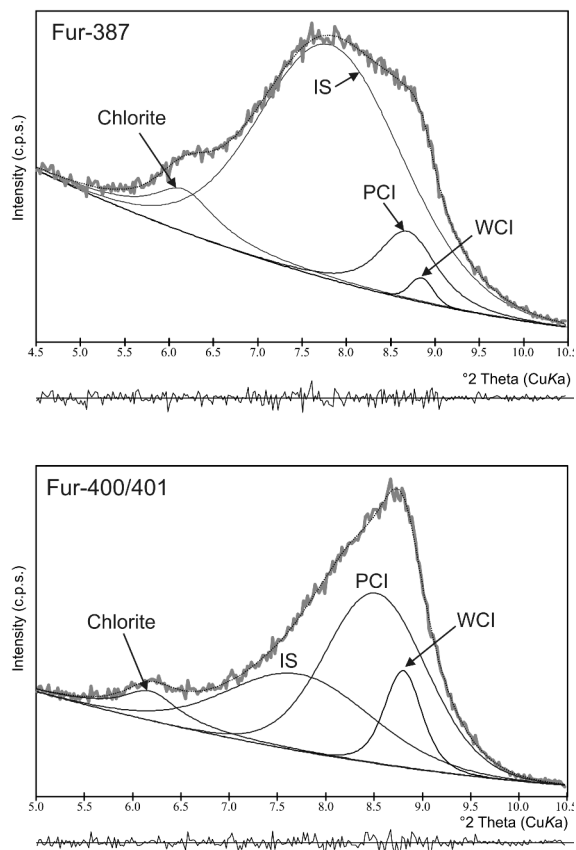 Fur-387
IS
Chlorite
PCI
WCI
Intensity (c.p.s.)
4.5 5.0 5.5 6.0 6.5 7.0 7.5 8.0 8.5 9.0 9.5 10.0 10.5
°2 Theta (CuKa)
Fur-400/401
PCI
Chlorite
WCI
IS
Intensity (c.p.s.)
5.0 5.5 6.0 6.5 7.0 7.5 8.0 8.5 9.0 9.5 10.0 10.5
°2 Theta (CuKa)